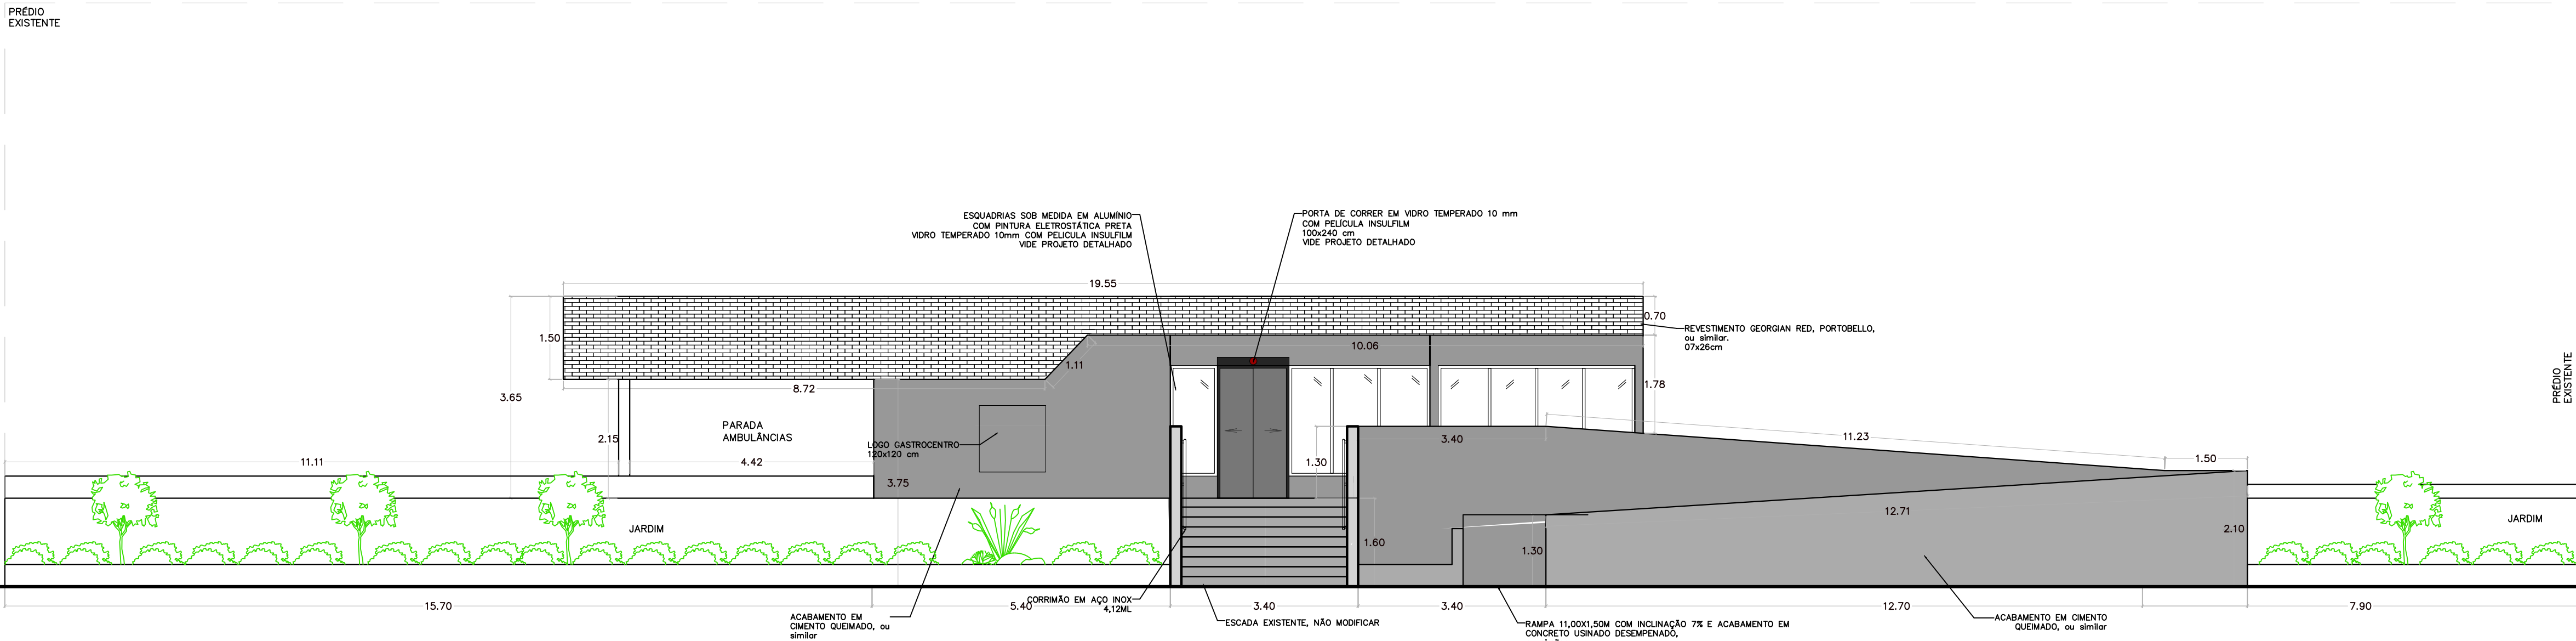 PRÉDIO
EXISTENTE
ESQUADRIAS SOB MEDIDA EM ALUMÍNIO
COM PINTURA ELETROSTÁTICA PRETA
VIDRO TEMPERADO 10mm COM PELICULA INSULFILM
VIDE PROJETO DETALHADO
PORTA DE CORRER EM VIDRO TEMPERADO 10 mm
COM PELÍCULA INSULFILM
100x240 cm
VIDE PROJETO DETALHADO
19.55
0.70
REVESTIMENTO GEORGIAN RED, PORTOBELLO,
ou similar.
07x26cm
1.50
10.06
1.11
8.72
1.78
3.65
PRÉDIO
EXISTENTE
PARADA
AMBULÂNCIAS
2.15
LOGO GASTROCENTRO
120x120 cm
3.40
11.23
11.11
4.42
1.30
1.50
3.75
JARDIM
12.71
JARDIM
2.10
1.60
1.30
15.70
5.40
CORRIMÃO EM AÇO INOX
4,12ML
3.40
3.40
12.70
7.90
ACABAMENTO EM
CIMENTO QUEIMADO, ou
similar
ESCADA EXISTENTE, NÃO MODIFICAR
RAMPA 11,00X1,50M COM INCLINAÇÃO 7% E ACABAMENTO EM
CONCRETO USINADO DESEMPENADO,
ACABAMENTO EM CIMENTO
QUEIMADO, ou similar